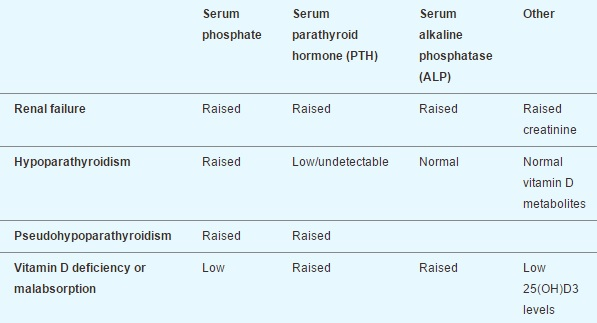 Serum phosphate
Serum parathyroid hormone (PTH)
Serum alkaline phosphatase (ALP)
Other
Renal failure
Raised
Raised
Raised
Raised creatinine
Hypoparathyroidism
Raised
Low/undetectable
Normal
Normal vitamin D metabolites
Pseudohypoparathyroidism
Raised
Raised
Vitamin D deficiency or malabsorption
Low
Raised
Raised
Low 25(OH)D3 levels